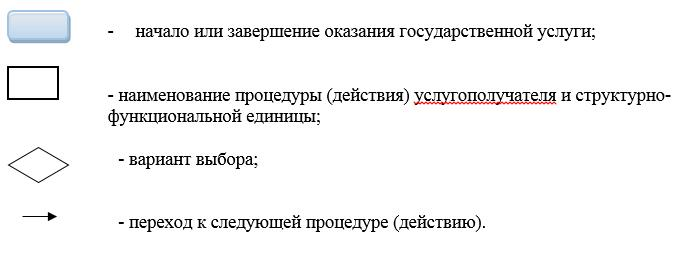 - начало или завершение оказания государственной услуги;
- наименование процедуры (действия) услугополучателя и структурно-
функциональной единицы;
- вариант выбора;
- переход к следующей процедуре (действию).